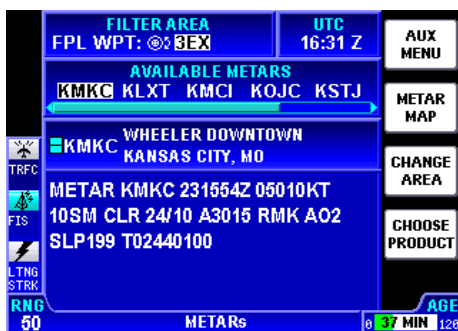 FILTER AREA
FPL WPT: 3EX
UTC
16:31 Z
AUX
MENU
AVAILABLE METARS
KMKC KLXT KMCI KOJC KSTJ
METAR
MAP
KMKC WHEELER DOWNTOWN
KANSAS CITY, MO
TRFC
CHANGE
AREA
METAR KMKC 231554Z 05010KT
10SM CLR 24/10 A3015 RMK AO2
SLP199 T02440100
FIS
CHOOSE
PRODUCT
LTNG
STRK
RNG
50
METARs
AGE
0 37 MIN 120